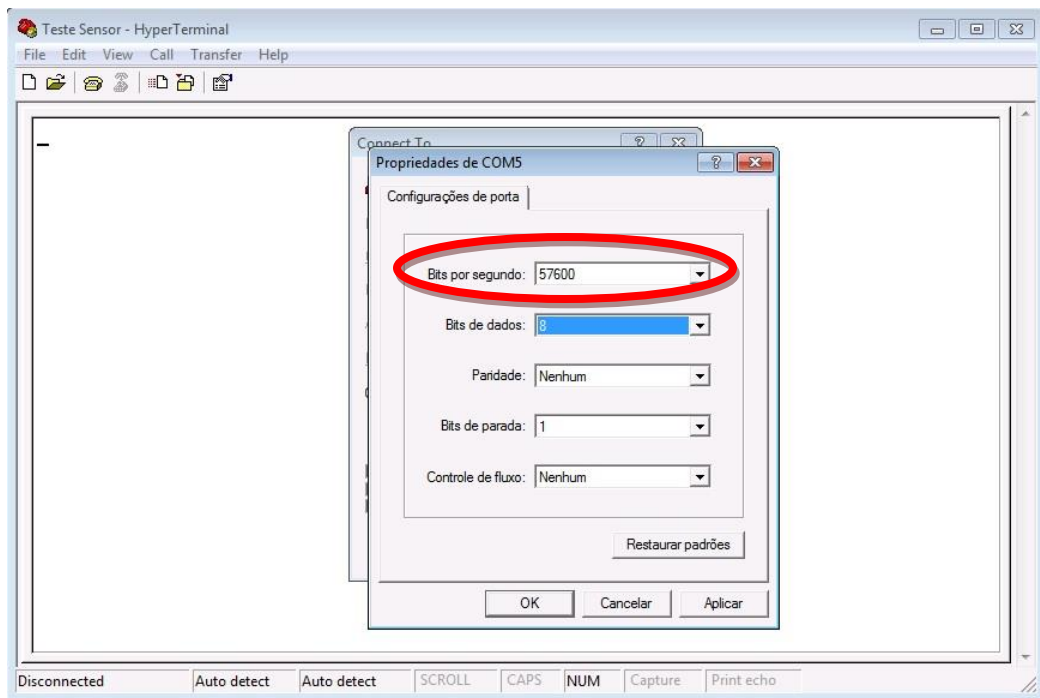 Teste Sensor - HyperTerminal
File Edit View Call Transfer Help
Connect To
Propriedades de COM5
Configurações de porta
Bits por segundo: 57600
Bits de dados: 8
Paridade: Nenhum
Bits de parada: 1
Controle de fluxo: Nenhum
Restaurar padrões
OK Cancelar Aplicar
Disconnected Auto detect Auto detect SCROLL CAPS NUM Capture Print echo